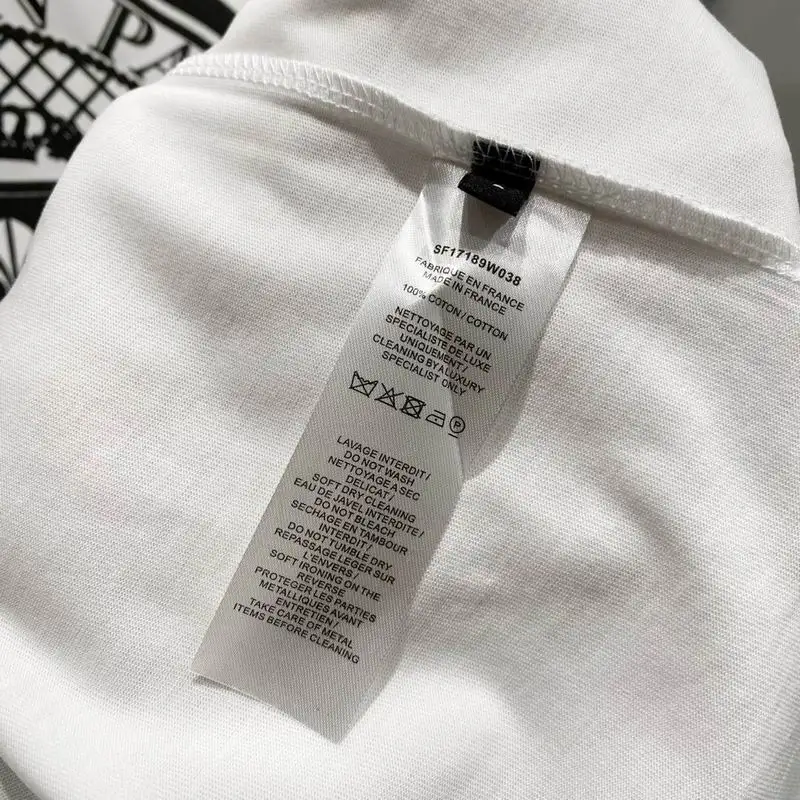 N PA
SF17189W038
FABRIQUE EN FRANCE
MADE IN FRANCE
100% COTON / COTTON
NETTOYAGE PAR UN
SPECIALISTE DE LUXE
UNIQUEMENT /
CLEANING BY A LUXURY
SPECIALIST ONLY
P
LAVAGE INTERDIT /
DO NOT WASH
NETTOYAGE A SEC
DELICAT /
SOFT DRY CLEANING
EAU DE JAVEL INTERDITE /
DO NOT BLEACH
SECHAGE EN TAMBOUR
INTERDIT /
DO NOT TUMBLE DRY
REPASSAGE LEGER SUR
L'ENVERS /
SOFT IRONING ON THE
REVERSE
PROTEGER LES PARTIES
METALLIQUES AVANT
ENTRETIEN /
TAKE CARE OF METAL
ITEMS BEFORE CLEANING